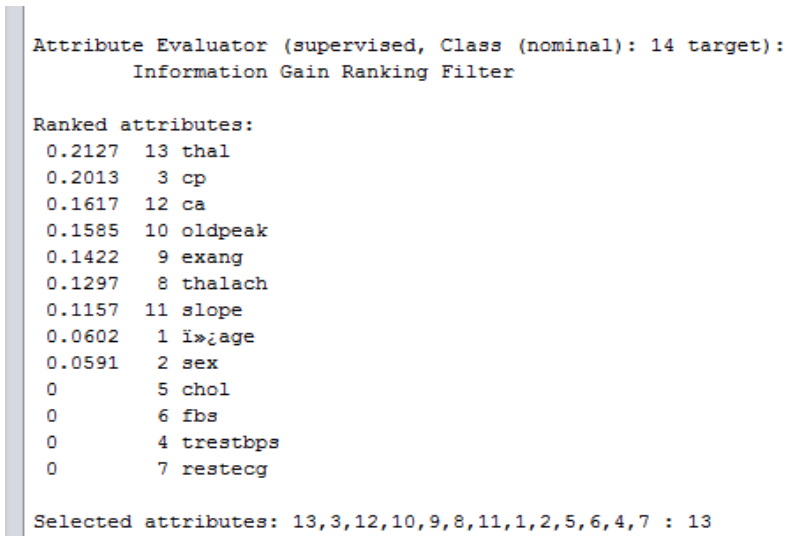 Attribute Evaluator (supervised, Class (nominal): 14 target):
Information Gain Ranking Filter
Ranked attributes:
0.2127 13 thal
0.2013 3 cp
0.1617 12 ca
0.1585 10 oldpeak
0.1422 9 exang
0.1297 8 thalach
0.1157 11 slope
0.0602 1 ï»¿age
0.0591 2 sex
0 5 chol
0 6 fbs
0 4 trestbps
0 7 restecg
Selected attributes: 13,3,12,10,9,8,11,1,2,5,6,4,7 : 13